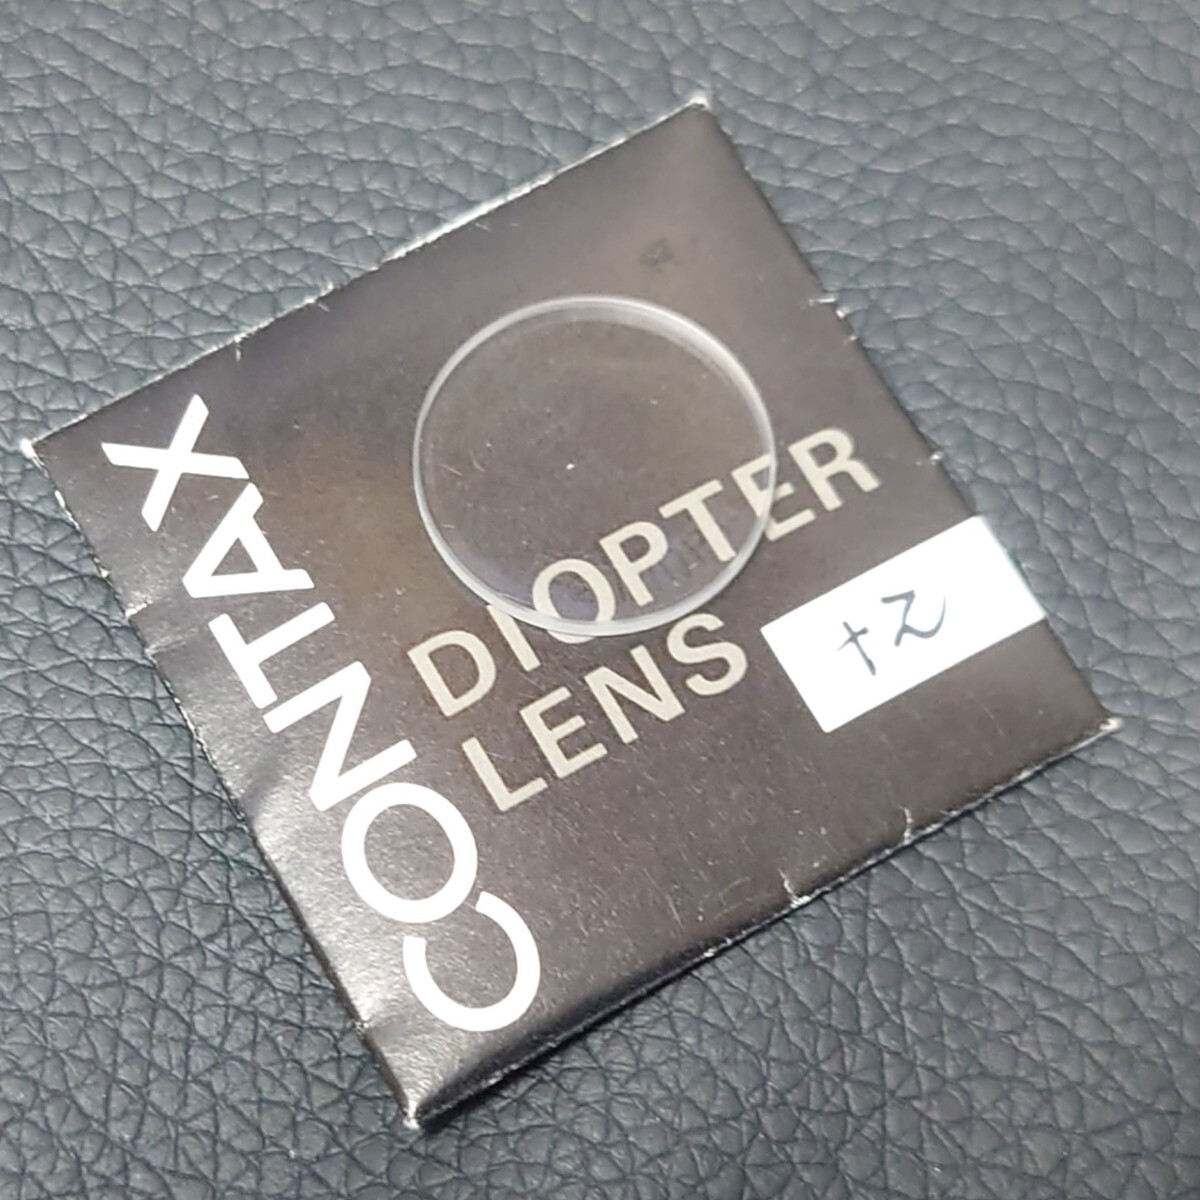 CONTAX
DIOPTER
LENS
+2